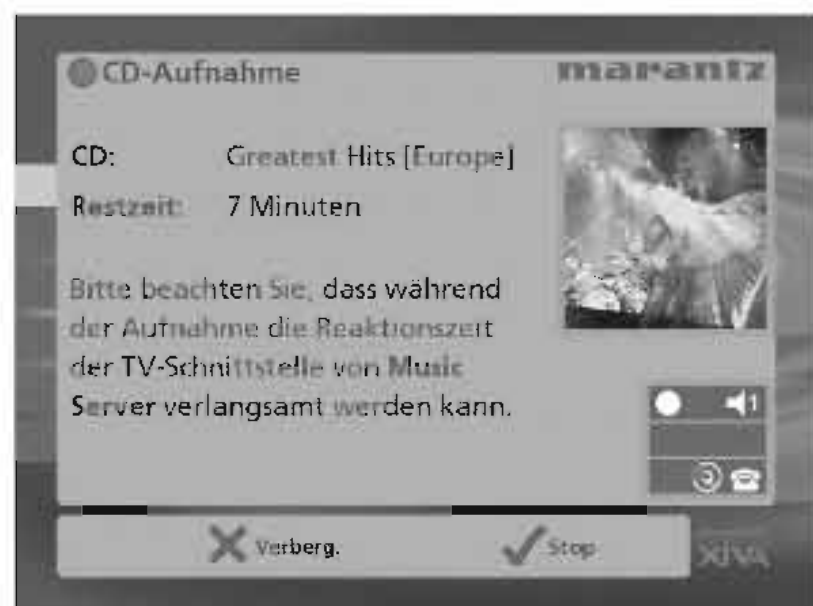 CD-Aufnahme
marantz
CD: Greatest Hits [Europe]
Restzeit: 7 Minuten
Bitte beachten Sie, dass während
der Aufnahme die Reaktionszeit
der TV-Schnittstelle von Music
Server verlangsamt werden kann.
1
Verberg. Stop
XiVA